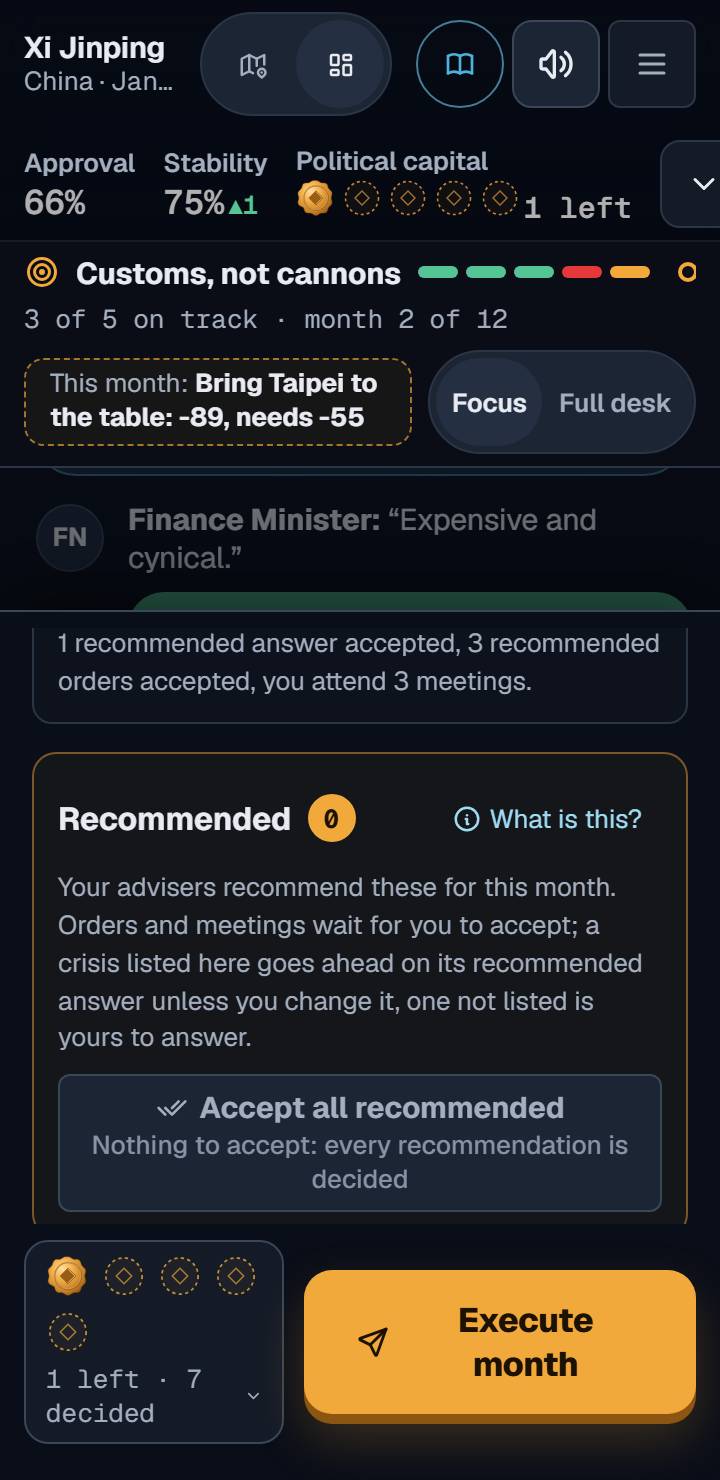 Xi Jinping
China · Jan…
Approval
66%
Stability
75%▲1
Political capital
1 left
Customs, not cannons
3 of 5 on track · month 2 of 12
This month: Bring Taipei to
the table: -89, needs -55
Focus
Full desk
FN
Finance Minister: “Expensive and
cynical.”
1 recommended answer accepted, 3 recommended
orders accepted, you attend 3 meetings.
Recommended 0
What is this?
Your advisers recommend these for this month.
Orders and meetings wait for you to accept; a
crisis listed here goes ahead on its recommended
answer unless you change it, one not listed is
yours to answer.
Accept all recommended
Nothing to accept: every recommendation is
decided
1 left · 7
decided
Execute
month